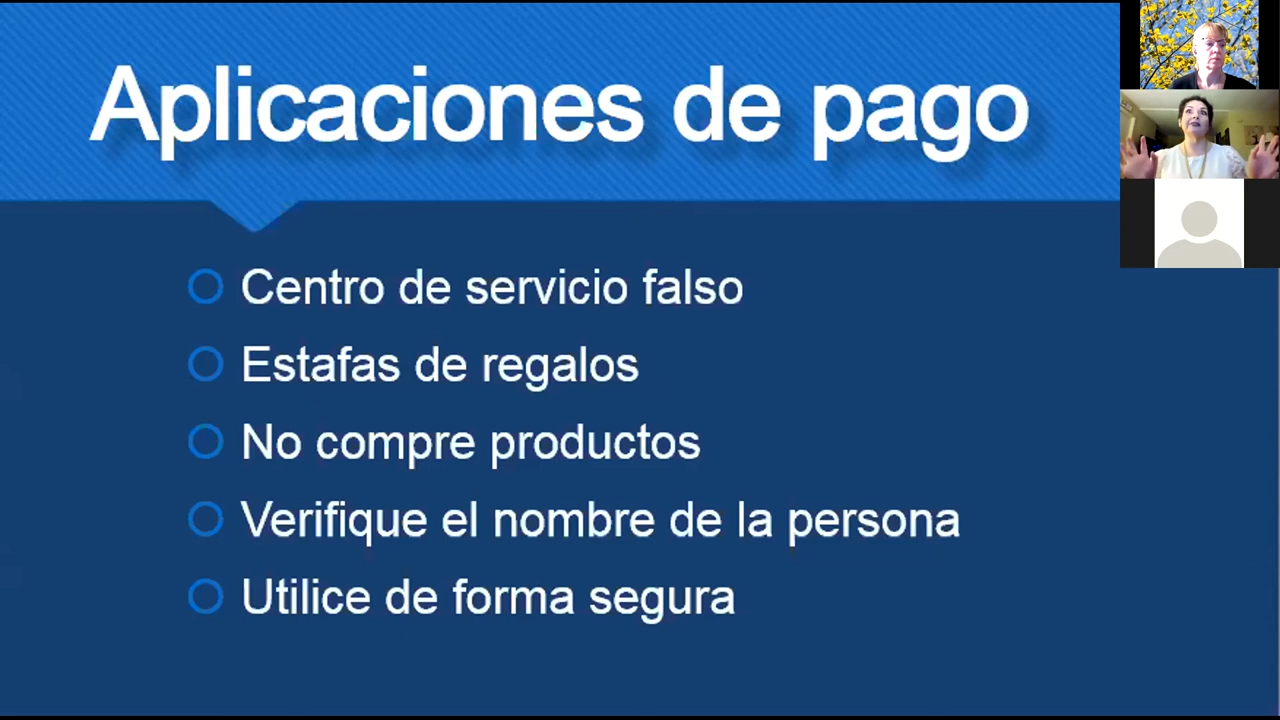 Aplicaciones de pago
Centro de servicio falso
Estafas de regalos
No compre productos
Verifique el nombre de la persona
Utilice de forma segura